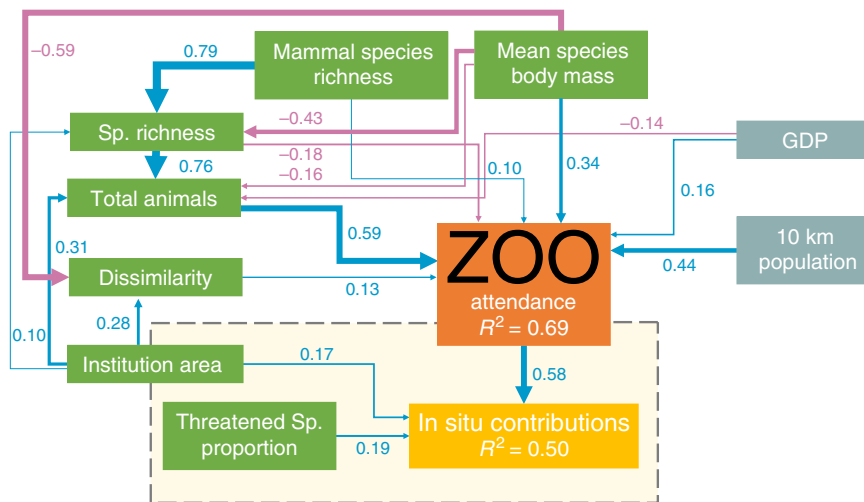 −0.59
0.79
Mammal species
richness
Mean species
body mass
Sp. richness
−0.43
−0.14
GDP
0.76
−0.18
−0.16
0.10
0.34
0.16
Total animals
0.31
0.59
ZOO
attendance
R² = 0.69
10 km
population
0.44
Dissimilarity
0.13
0.10
0.28
Institution area
0.17
0.58
Threatened Sp.
proportion
0.19
In situ contributions
R² = 0.50